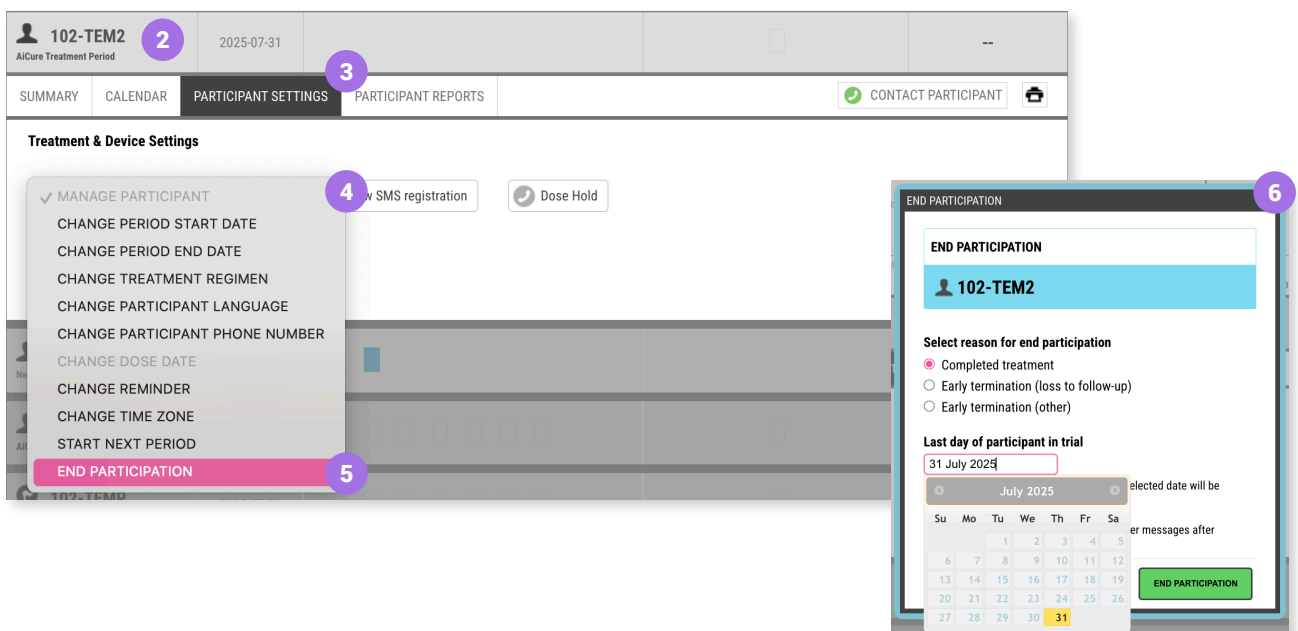 102-TEM2
AiCure Treatment Period
2
2025-07-31
--
3
SUMMARY
CALENDAR
PARTICIPANT SETTINGS
PARTICIPANT REPORTS
CONTACT PARTICIPANT
Treatment & Device Settings
✓ MANAGE PARTICIPANT
4
SMS registration
Dose Hold
CHANGE PERIOD START DATE
CHANGE PERIOD END DATE
CHANGE TREATMENT REGIMEN
CHANGE PARTICIPANT LANGUAGE
CHANGE PARTICIPANT PHONE NUMBER
CHANGE DOSE DATE
CHANGE REMINDER
CHANGE TIME ZONE
START NEXT PERIOD
END PARTICIPATION
5
6
END PARTICIPATION
END PARTICIPATION
102-TEM2
Select reason for end participation
Completed treatment
Early termination (loss to follow-up)
Early termination (other)
Last day of participant in trial
31 July 2025
July 2025
elected date will be
Su Mo Tu We Th Fr Sa
er messages after
1 2 3 4 5
6 7 8 9 10 11 12
13 14 15 16 17 18 19
20 21 22 23 24 25 26
27 28 29 30 31
END PARTICIPATION